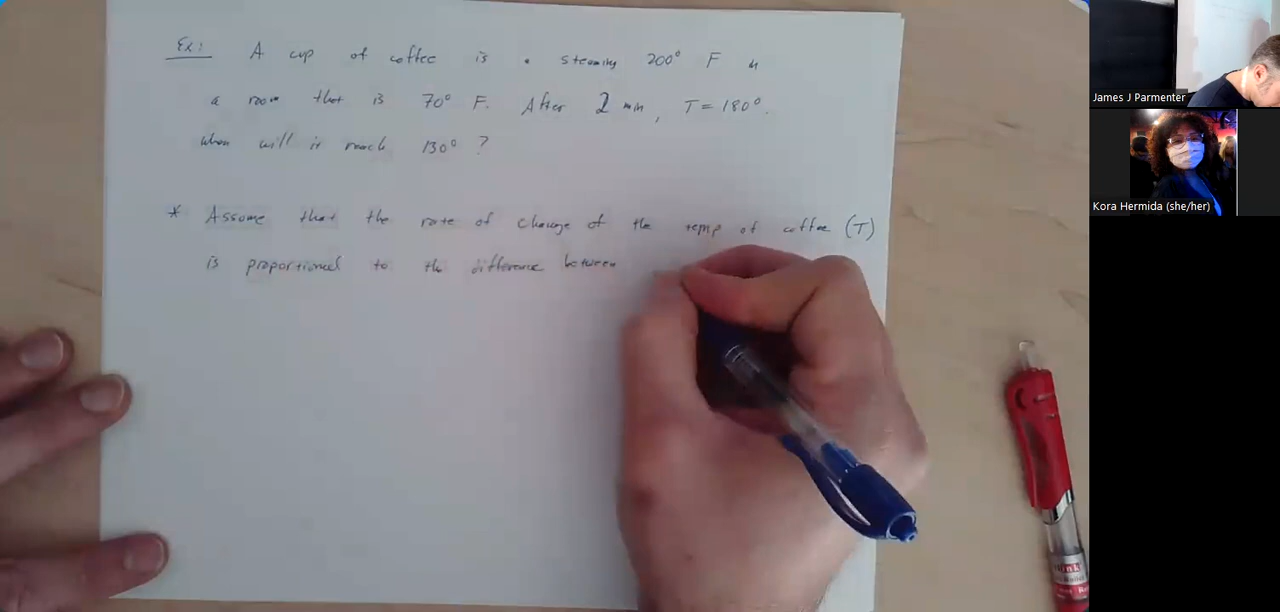 Ex: A cup of coffee is a steaming 200° F in
a room that is 70° F. After 2 min, T = 180°.
When will it reach 130° ?
* Assume that the rate of change of the temp of coffee (T)
is proportional to the difference between
James J Parmenter
Kora Hermida (she/her)